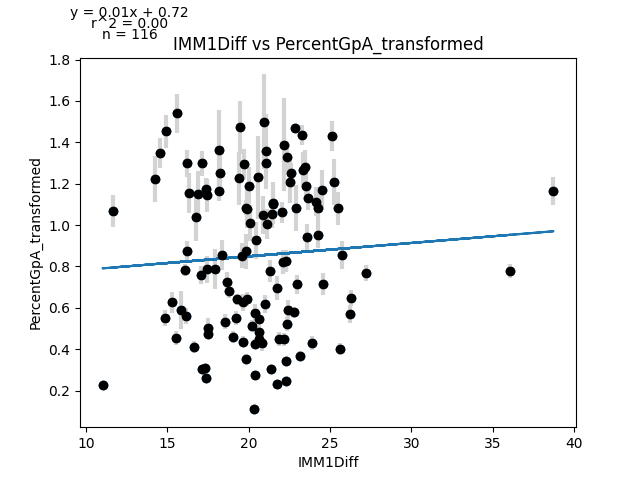 y = 0.01x + 0.72
r^2 = 0.00
n = 116
IMM1Diff vs PercentGpA_transformed
1.8
1.6
1.4
1.2
1.0
0.8
0.6
0.4
0.2
PercentGpA_transformed
10 15 20 25 30 35 40
IMM1Diff